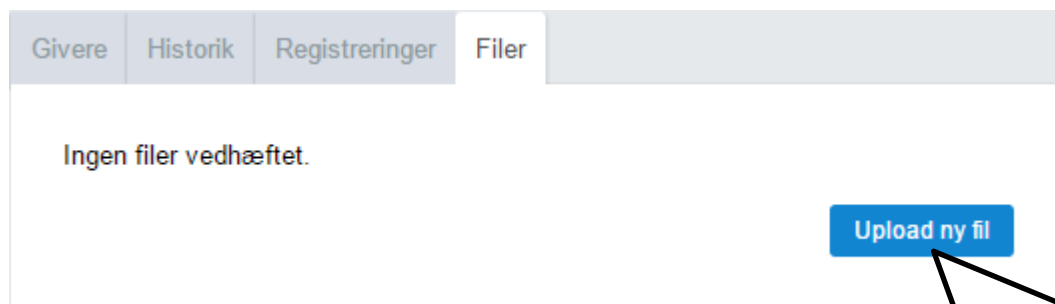 Givere Historik Registreringer Filer
Ingen filer vedhæftet.
Upload ny fil